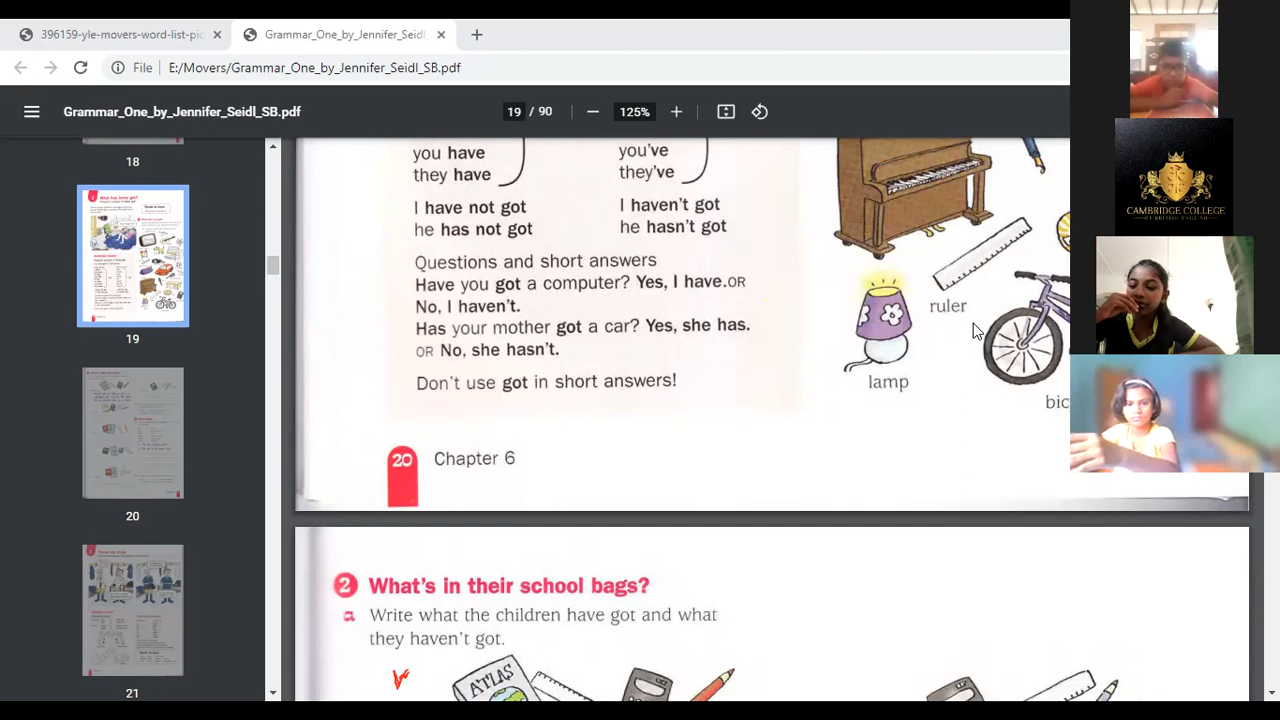 396159-yle-movers-word-list-pic
Grammar_One_by_Jennifer_Seidl_
File
E:/Movers/Grammar_One_by_Jennifer_Seidl_SB.pdf
Grammar_One_by_Jennifer_Seidl_SB.pdf
19 / 90
125%
18
19
20
21
you have
they have
you've
they've
I have not got
he has not got
I haven't got
he hasn't got
Questions and short answers
Have you got a computer? Yes, I have. OR
No, I haven't.
Has your mother got a car? Yes, she has.
OR No, she hasn't.
Don't use got in short answers!
ruler
lamp
bic
20 Chapter 6
2 What's in their school bags?
a Write what the children have got and what
they haven't got.
ATLAS
CAMBRIDGE COLLEGE
OF BRITISH ENGLISH